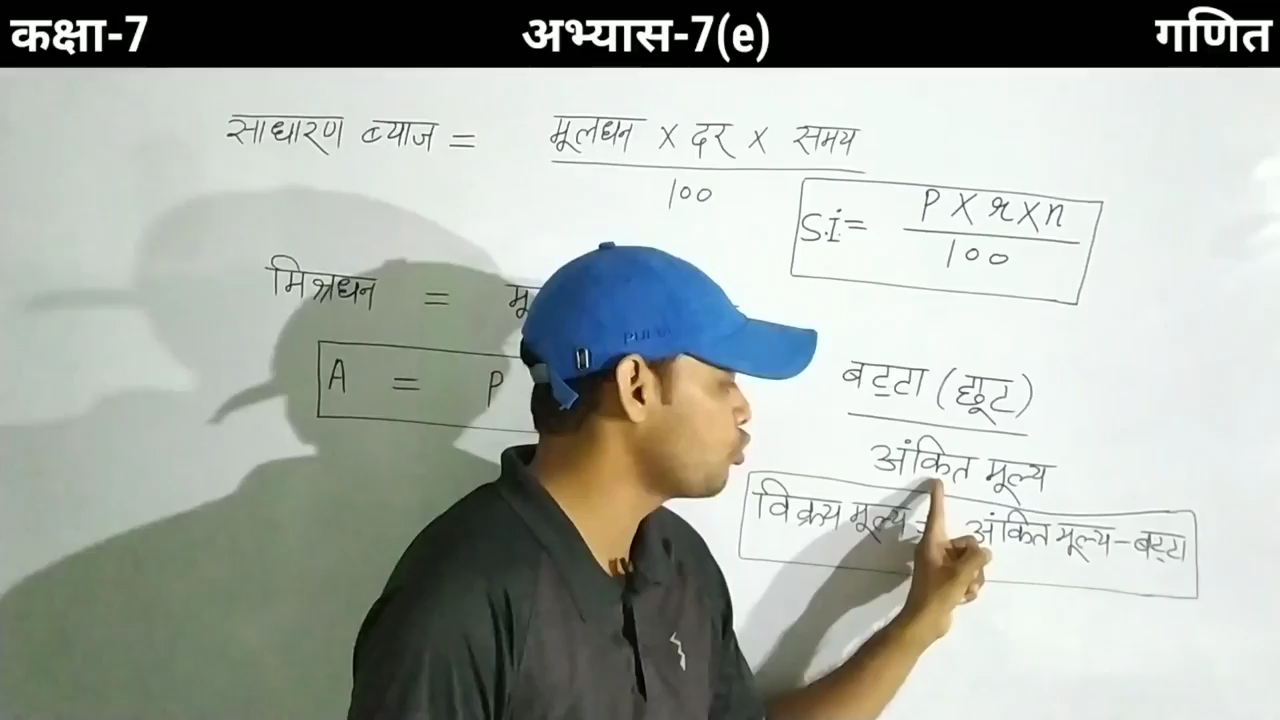 कक्षा-7 अभ्यास-7(e) गणित
साधारण ब्याज = मूलधन × दर × समय
100
S.I = P × r × n
100
मिश्रधन =
A = P
बट्टा (छूट)
अंकित मूल्य
विक्रय मूल्य = अंकित मूल्य - बट्टा